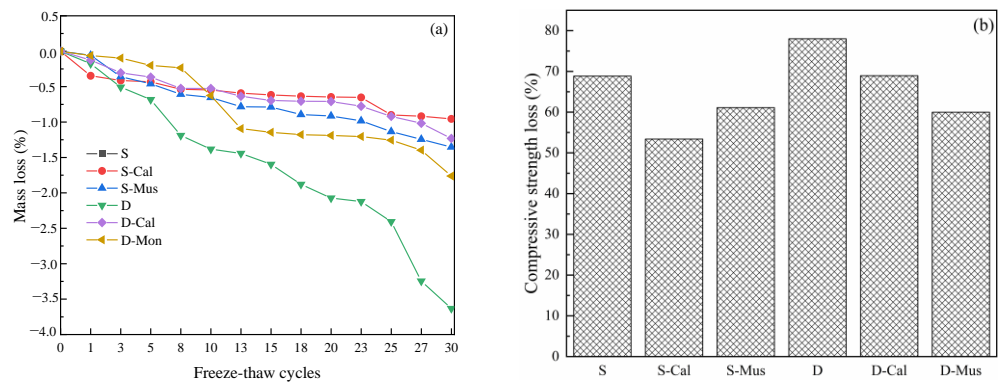 (a)
0.5
0.0
−0.5
−1.0
−1.5
−2.0
−2.5
−3.0
−3.5
−4.0
Mass loss (%)
S
S-Cal
S-Mus
D
D-Cal
D-Mon
0 1 3 5 8 10 13 15 18 20 23 25 27 30
Freeze-thaw cycles
(b)
80
70
60
50
40
30
20
10
0
Compressive strength loss (%)
S S-Cal S-Mus D D-Cal D-Mus